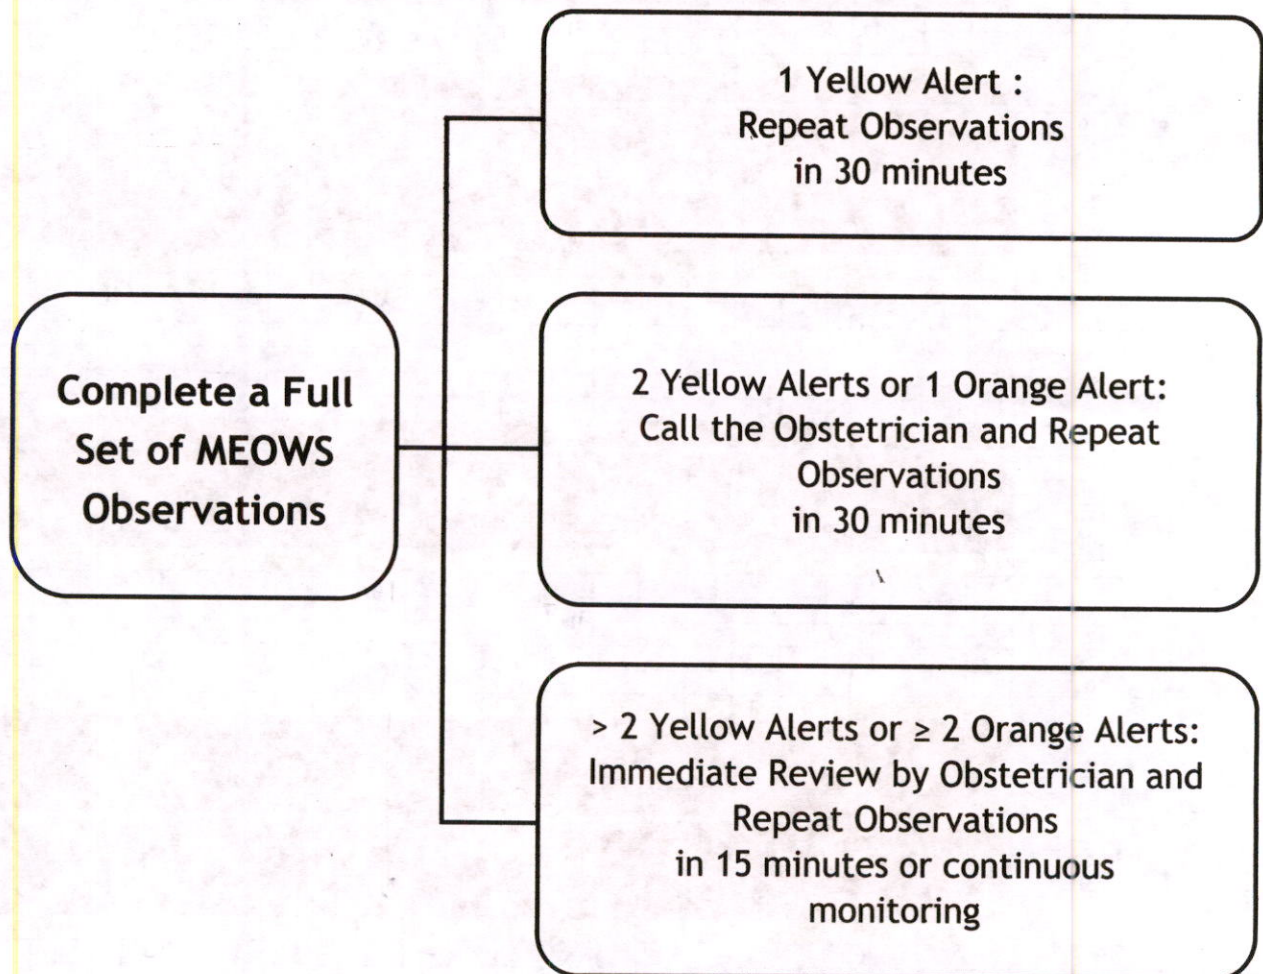 Complete a Full
Set of MEOWS
Observations
1 Yellow Alert :
Repeat Observations
in 30 minutes
2 Yellow Alerts or 1 Orange Alert:
Call the Obstetrician and Repeat
Observations
in 30 minutes
> 2 Yellow Alerts or ≥ 2 Orange Alerts:
Immediate Review by Obstetrician and
Repeat Observations
in 15 minutes or continuous
monitoring